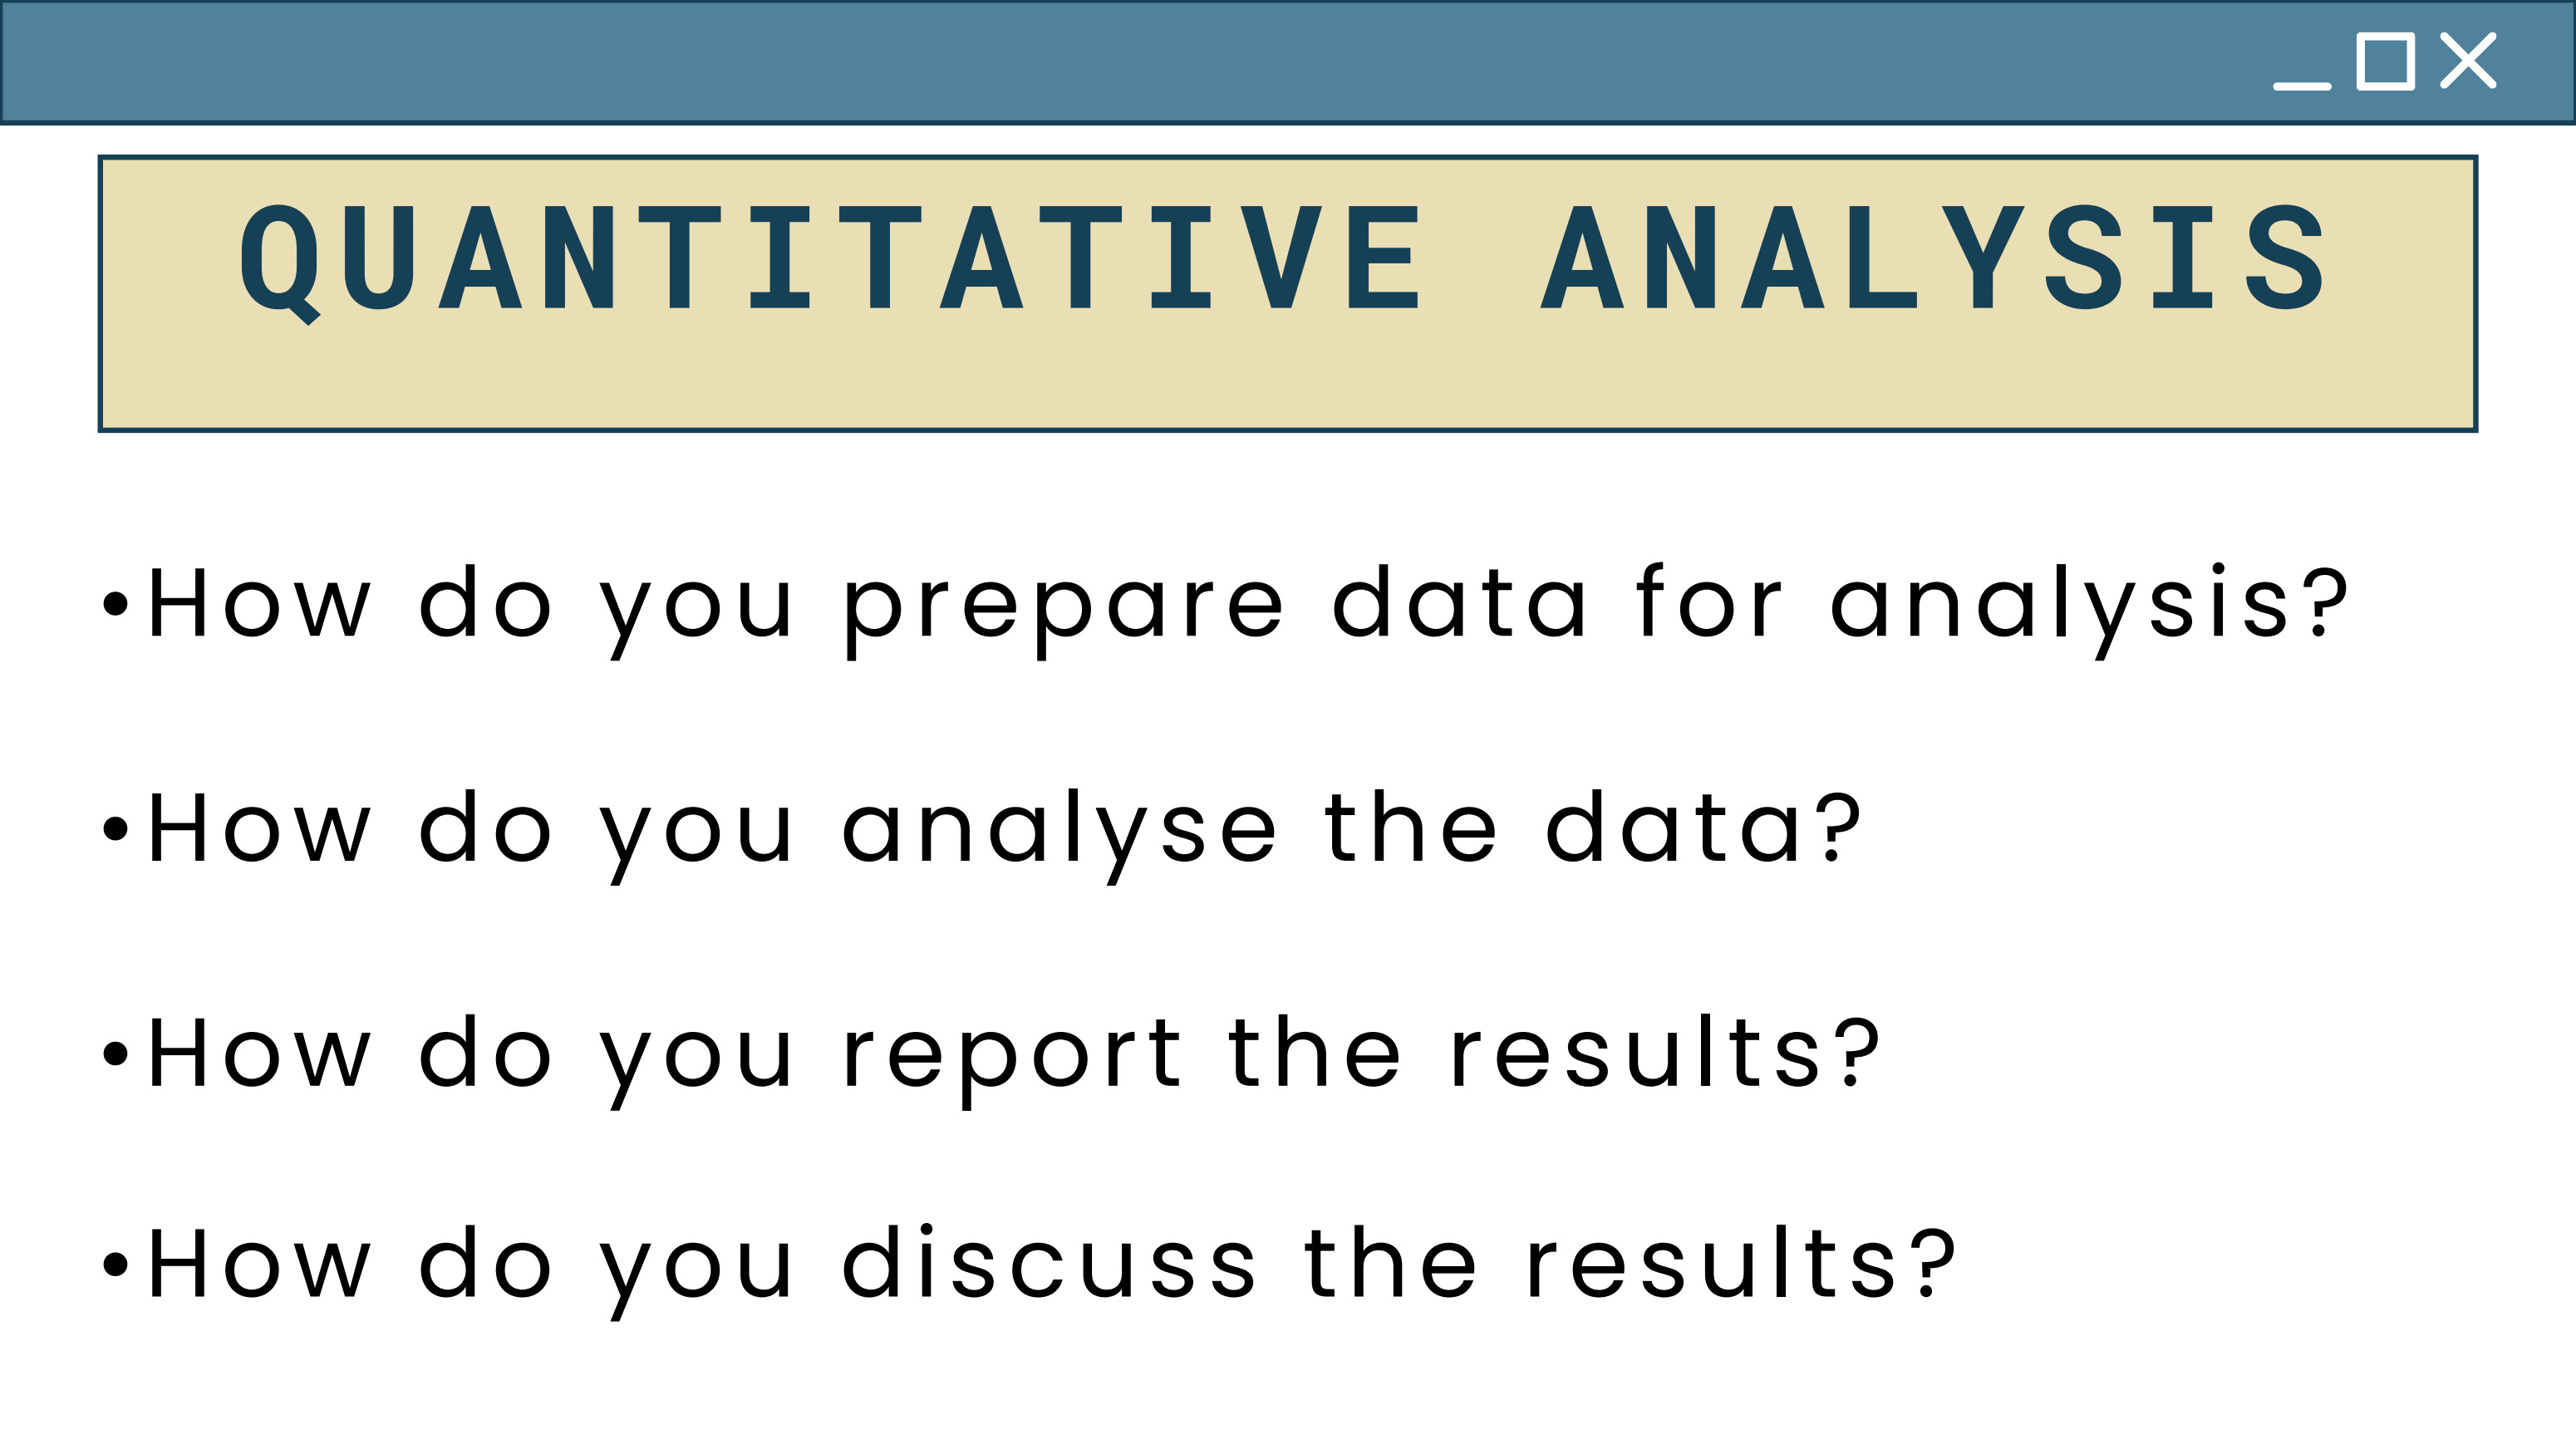 QUANTITATIVE ANALYSIS
•How do you prepare data for analysis?
•How do you analyse the data?
•How do you report the results?
•How do you discuss the results?